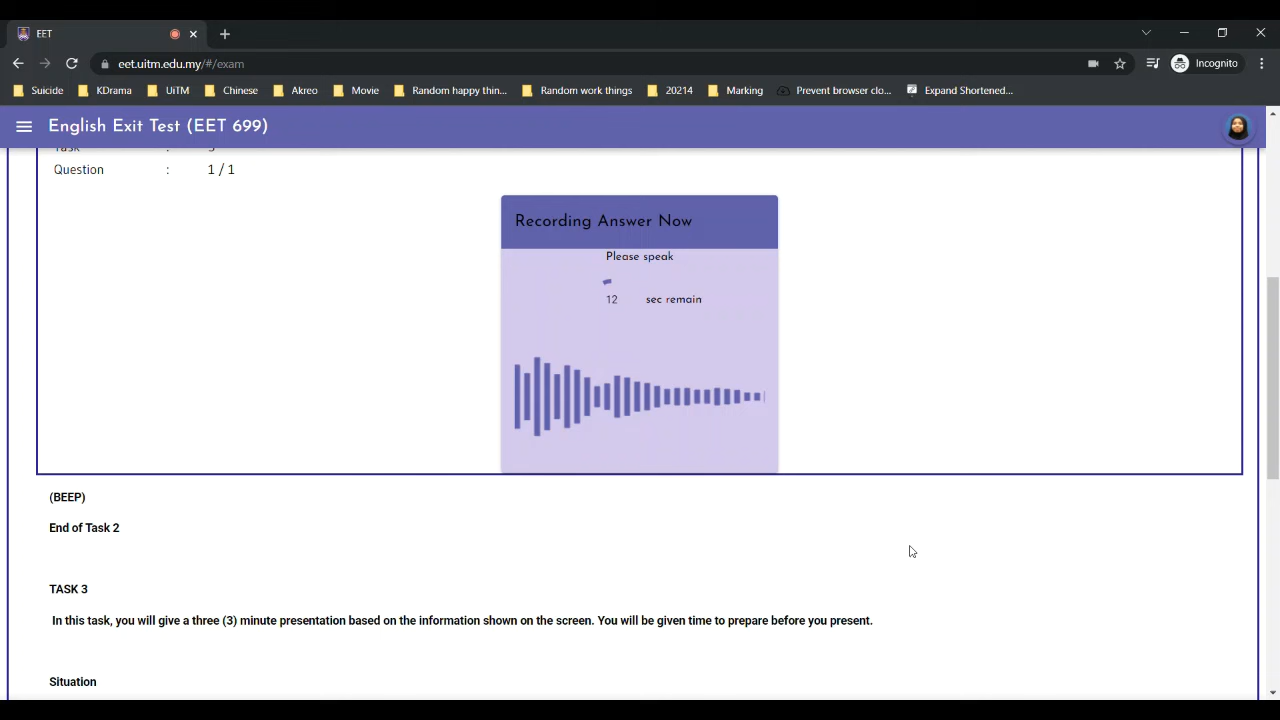 EET
eet.uitm.edu.my/#/exam
Incognito
Suicide KDrama UiTM Chinese Akreo Movie Random happy thin... Random work things 20214 Marking Prevent browser clo... Expand Shortened...
English Exit Test (EET 699)
Task :
Question : 1 / 1
Recording Answer Now
Please speak
12 sec remain
(BEEP)
End of Task 2
TASK 3
In this task, you will give a three (3) minute presentation based on the information shown on the screen. You will be given time to prepare before you present.
Situation